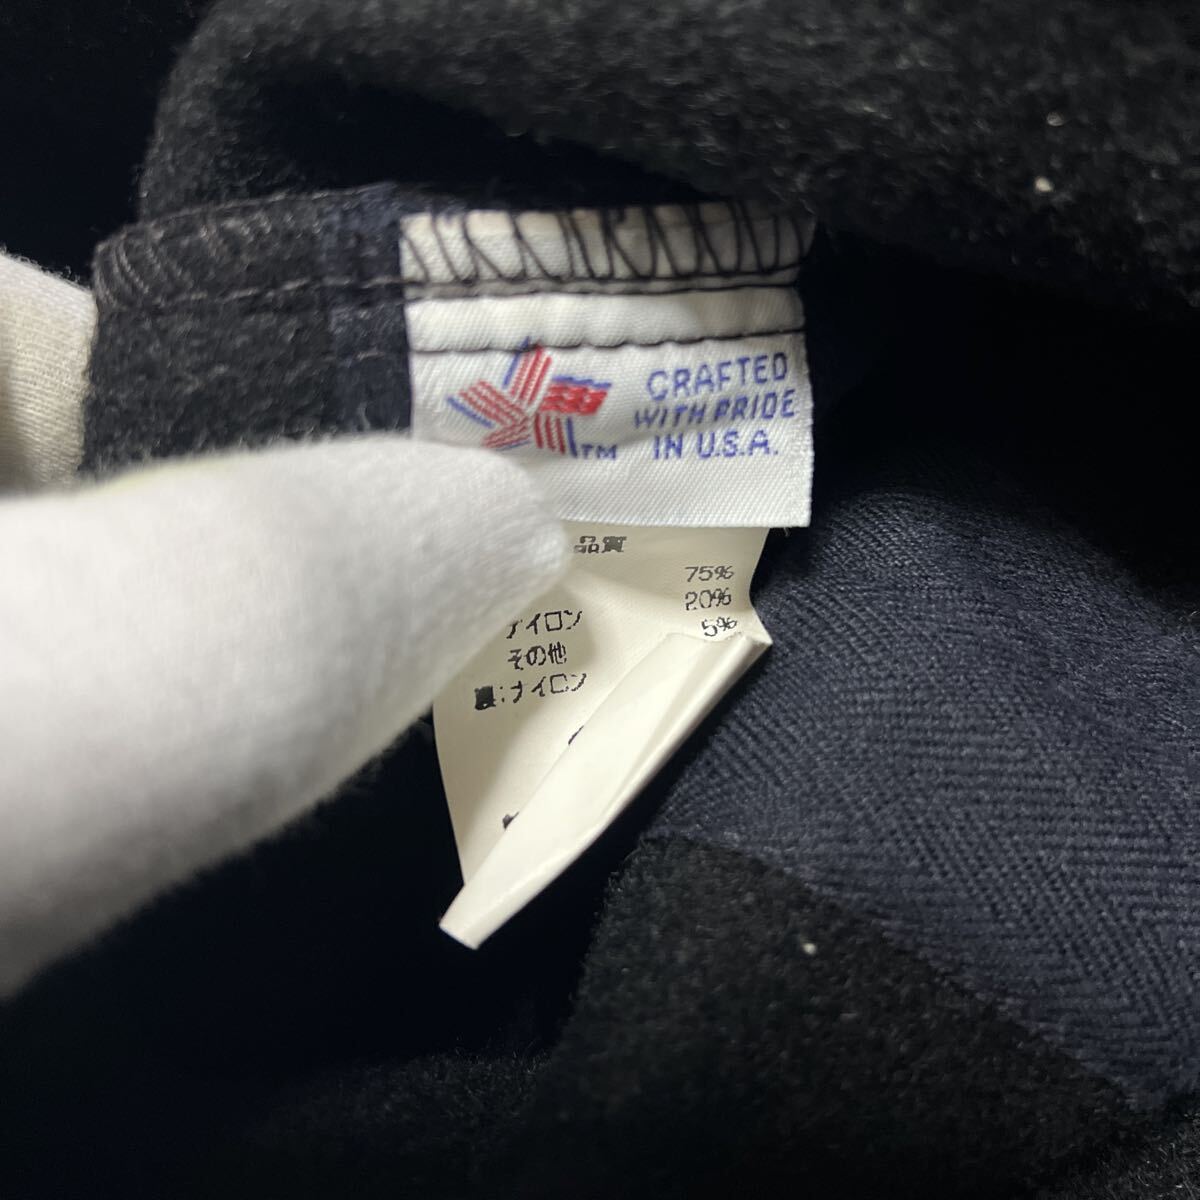 CRAFTED
WITH PRIDE
IN U.S.A.
TM
品質
75%
20%
ナイロン 5%
その他
裏:ナイロン